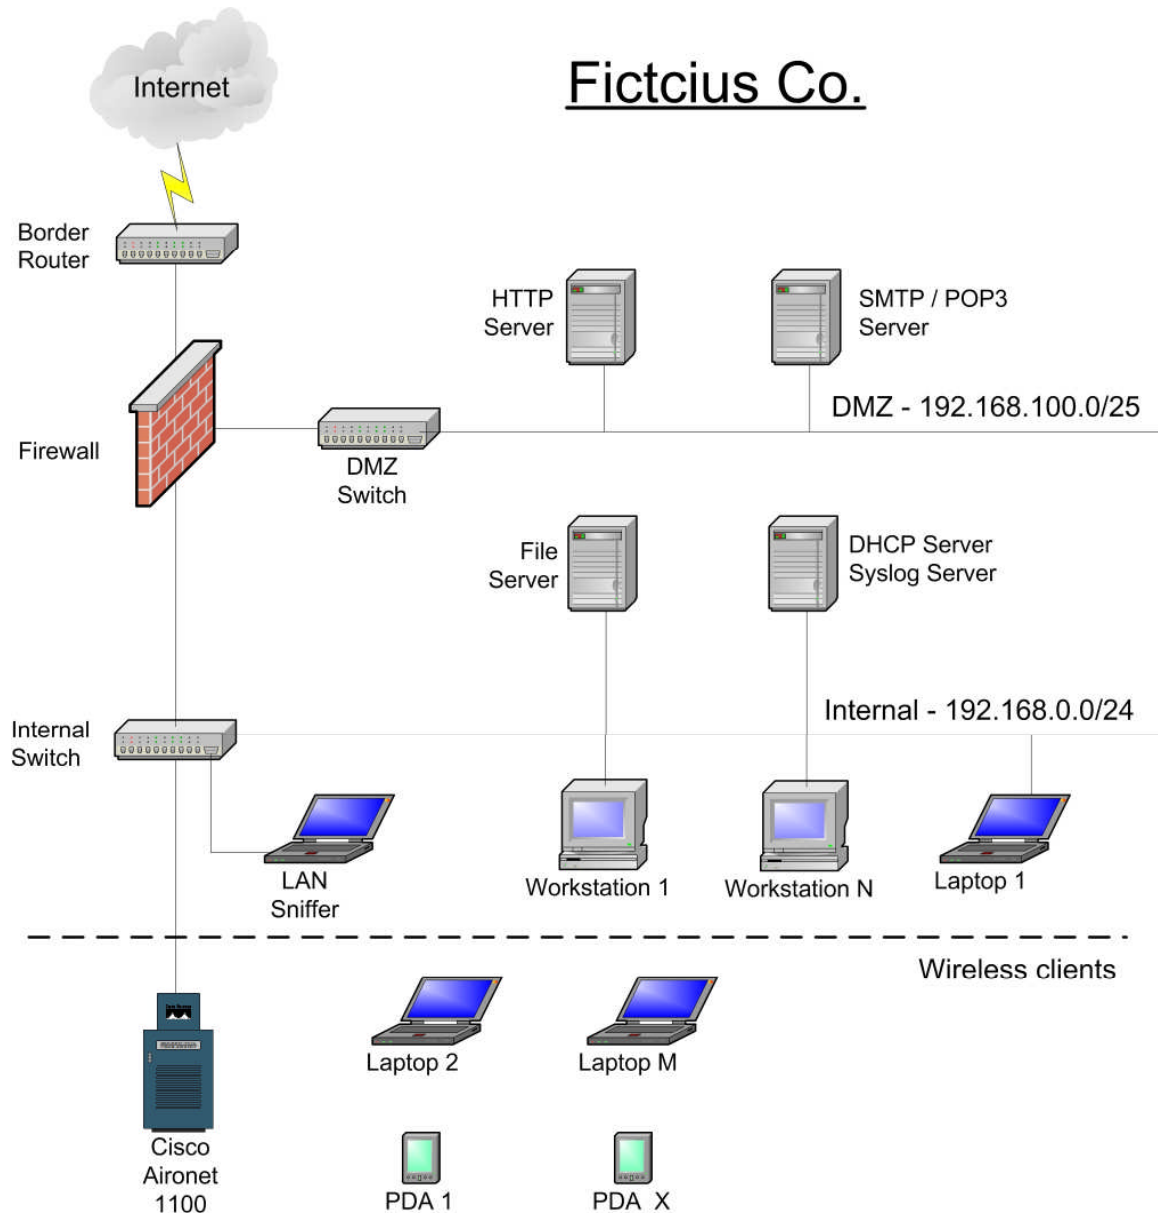 Internet
Fictcius Co.
Border
Router
HTTP
Server
SMTP / POP3
Server
DMZ - 192.168.100.0/25
Firewall
DMZ
Switch
File
Server
DHCP Server
Syslog Server
Internal - 192.168.0.0/24
Internal
Switch
LAN
Sniffer
Workstation 1
Workstation N
Laptop 1
Wireless clients
Laptop 2
Laptop M
Cisco
Aironet
1100
PDA 1
PDA X